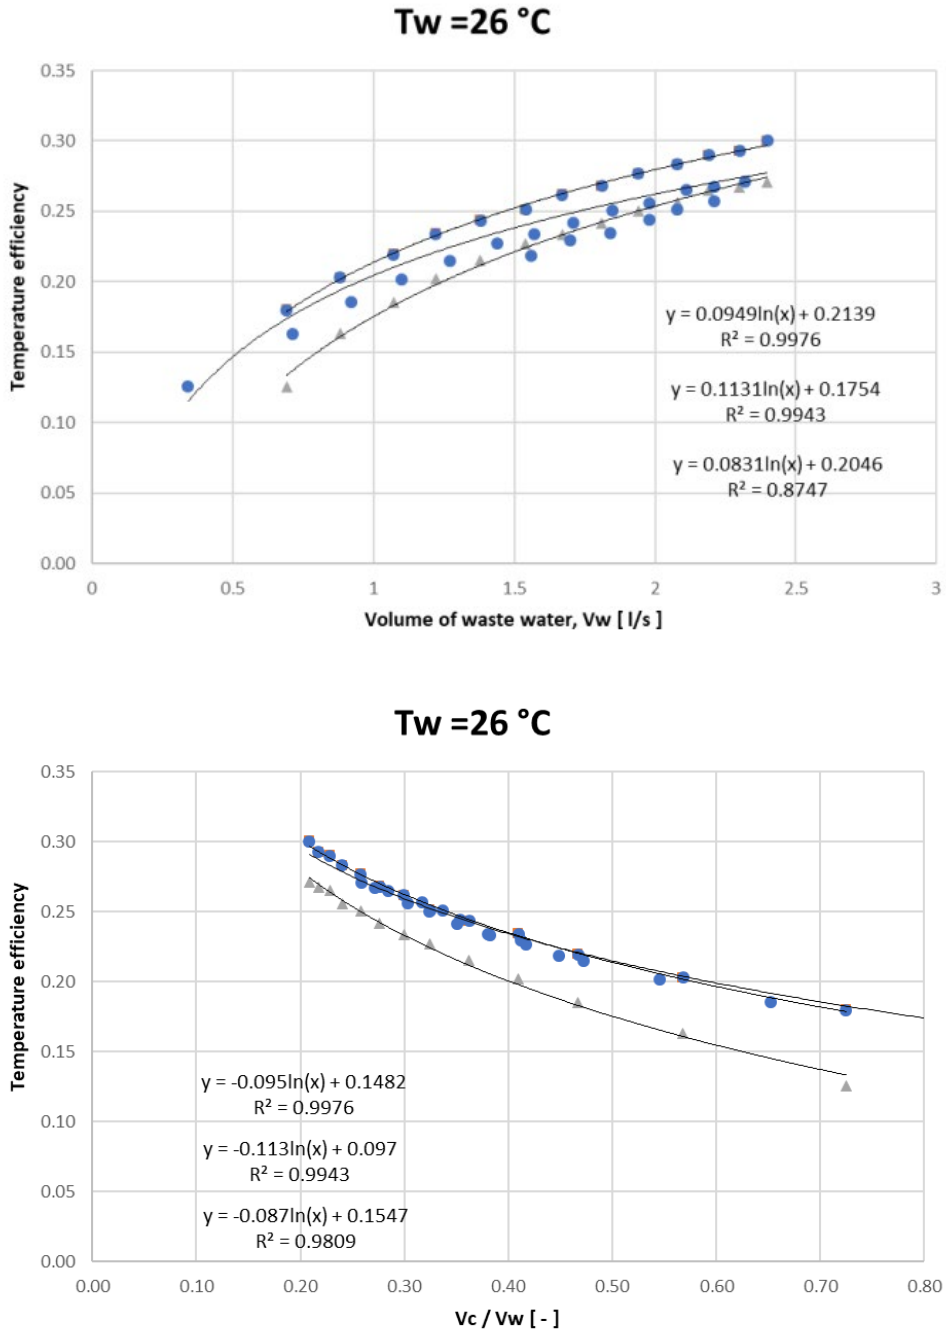 Tw =26 °C
0.35
0.30
0.25
0.20
0.15
0.10
0.05
0.00
Temperature efficiency
y = 0.0949ln(x) + 0.2139
R² = 0.9976
y = 0.1131ln(x) + 0.1754
R² = 0.9943
y = 0.0831ln(x) + 0.2046
R² = 0.8747
0 0.5 1 1.5 2 2.5 3
Volume of waste water, Vw [ l/s ]
Tw =26 °C
0.35
0.30
0.25
0.20
0.15
0.10
0.05
0.00
Temperature efficiency
y = -0.095ln(x) + 0.1482
R² = 0.9976
y = -0.113ln(x) + 0.097
R² = 0.9943
y = -0.087ln(x) + 0.1547
R² = 0.9809
0.00 0.10 0.20 0.30 0.40 0.50 0.60 0.70 0.80
Vc / Vw [ - ]